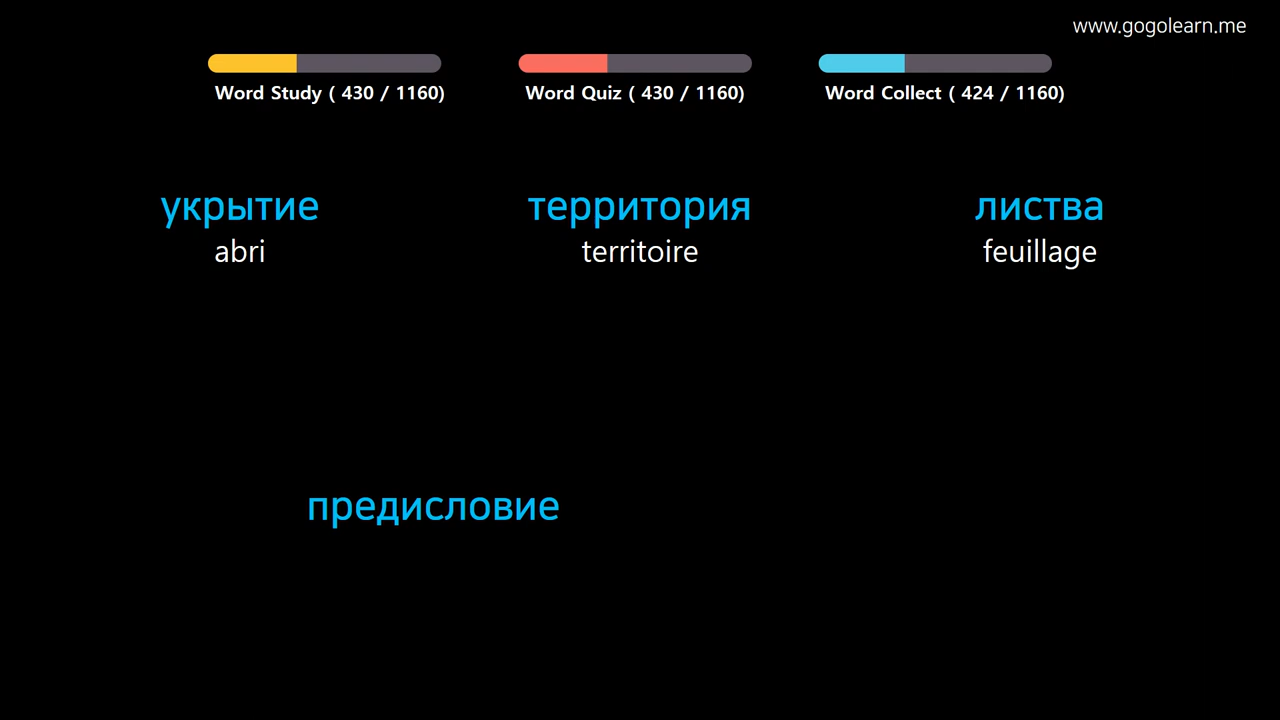 www.gogolearn.me
Word Study ( 430 / 1160)
Word Quiz ( 430 / 1160)
Word Collect ( 424 / 1160)
укрытие
abri
территория
territoire
листва
feuillage
предисловие